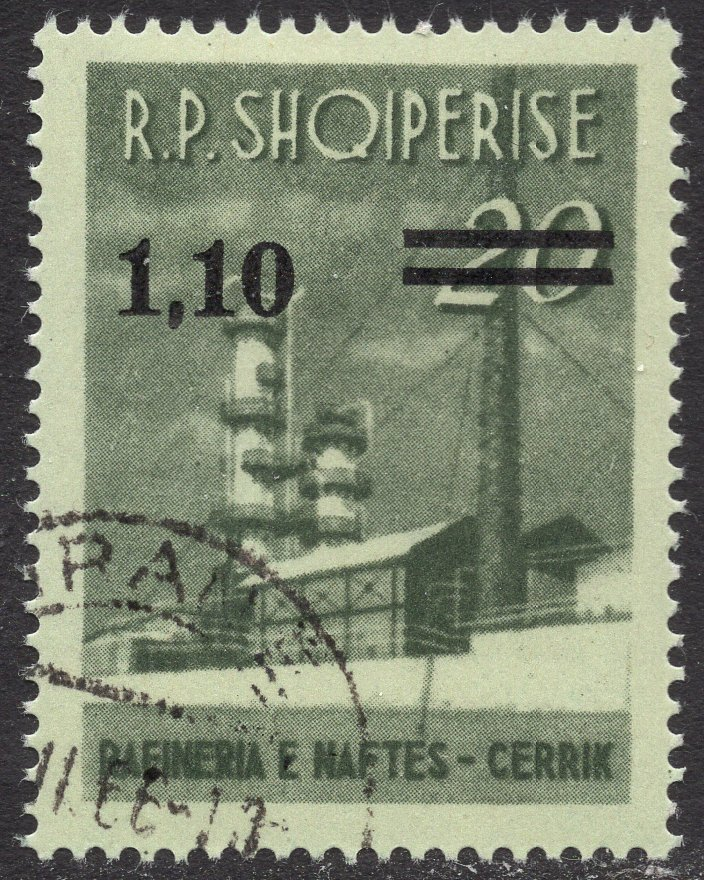 R.P. SHQIPERISE
1,10 20
RAFINERIA E NAFTES - CERRIK